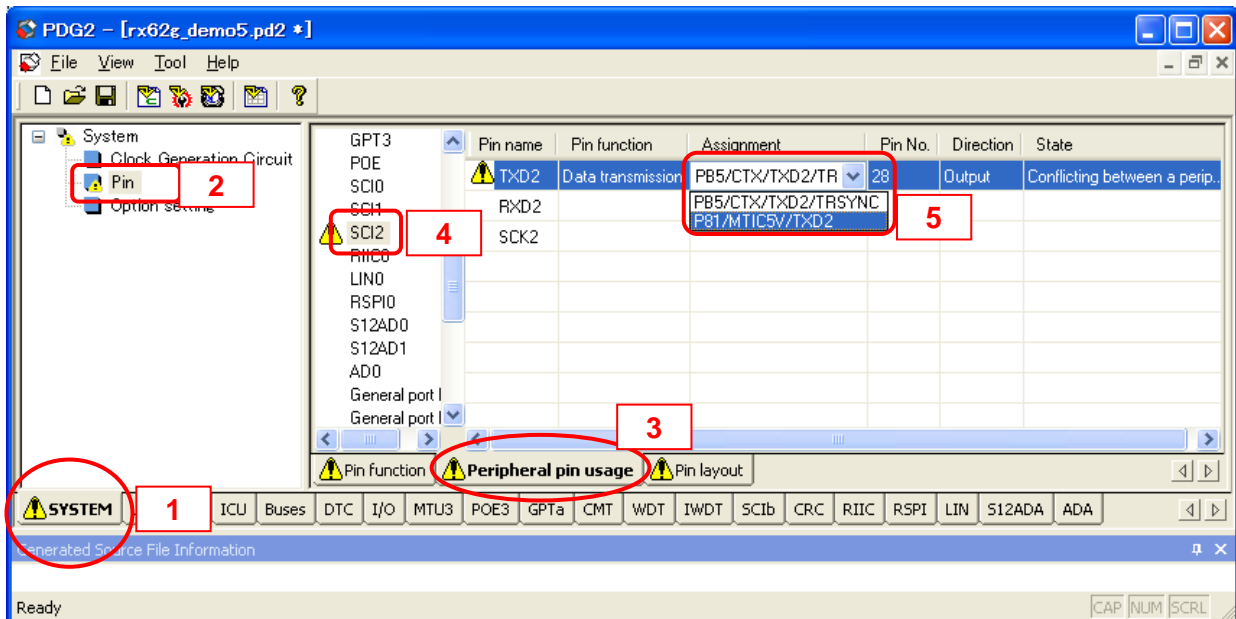 PDG2 - [rx62g_demo5.pd2 *]
File View Tool Help
System
Clock Generation Circuit
Pin
2
Option setting
GPT3
POE
SCI0
SCI1
SCI2
4
RIIC0
LIN0
RSPI0
S12AD0
S12AD1
AD0
General port I
General port I
Pin name Pin function Assignment Pin No. Direction State
TXD2 Data transmission PB5/CTX/TXD2/TR 28 Output Conflicting between a perip..
PB5/CTX/TXD2/TRSYNC
P81/MTIC5V/TXD2
5
RXD2
SCK2
3
Pin function Peripheral pin usage Pin layout
SYSTEM 1 ICU Buses DTC I/O MTU3 POE3 GPTa CMT WDT IWDT SCIb CRC RIIC RSPI LIN S12ADA ADA
Generated Source File Information
Ready CAP NUM SCRL